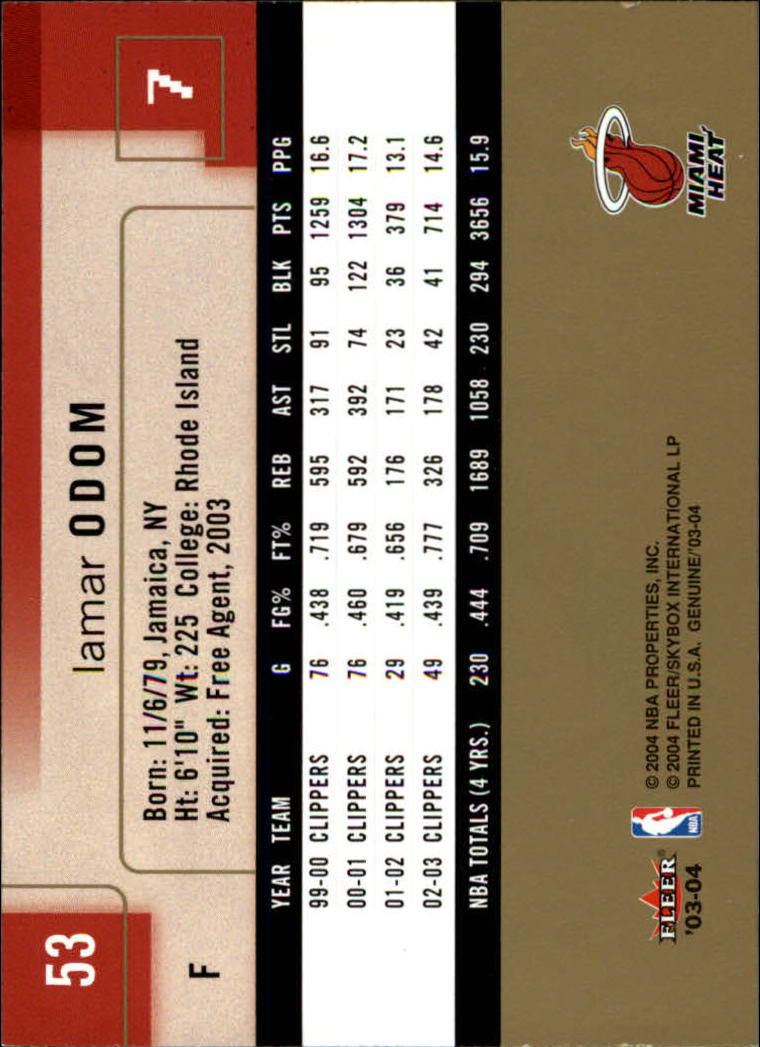 53
lamar ODOM
7
F
Born: 11/6/79, Jamaica, NY
Ht: 6'10" Wt: 225 College: Rhode Island
Acquired: Free Agent, 2003
YEAR TEAM G FG% FT% REB AST STL BLK PTS PPG
99-00 CLIPPERS 76 .438 .719 595 317 91 95 1259 16.6
00-01 CLIPPERS 76 .460 .679 592 392 74 122 1304 17.2
01-02 CLIPPERS 29 .419 .656 176 171 23 36 379 13.1
02-03 CLIPPERS 49 .439 .777 326 178 42 41 714 14.6
NBA TOTALS (4 YRS.) 230 .444 .709 1689 1058 230 294 3656 15.9
FLEER®
'03-04
NBA
© 2004 NBA PROPERTIES, INC.
© 2004 FLEER/SKYBOX INTERNATIONAL LP
PRINTED IN U.S.A. GENUINE/'03-04
MIAMI
HEAT